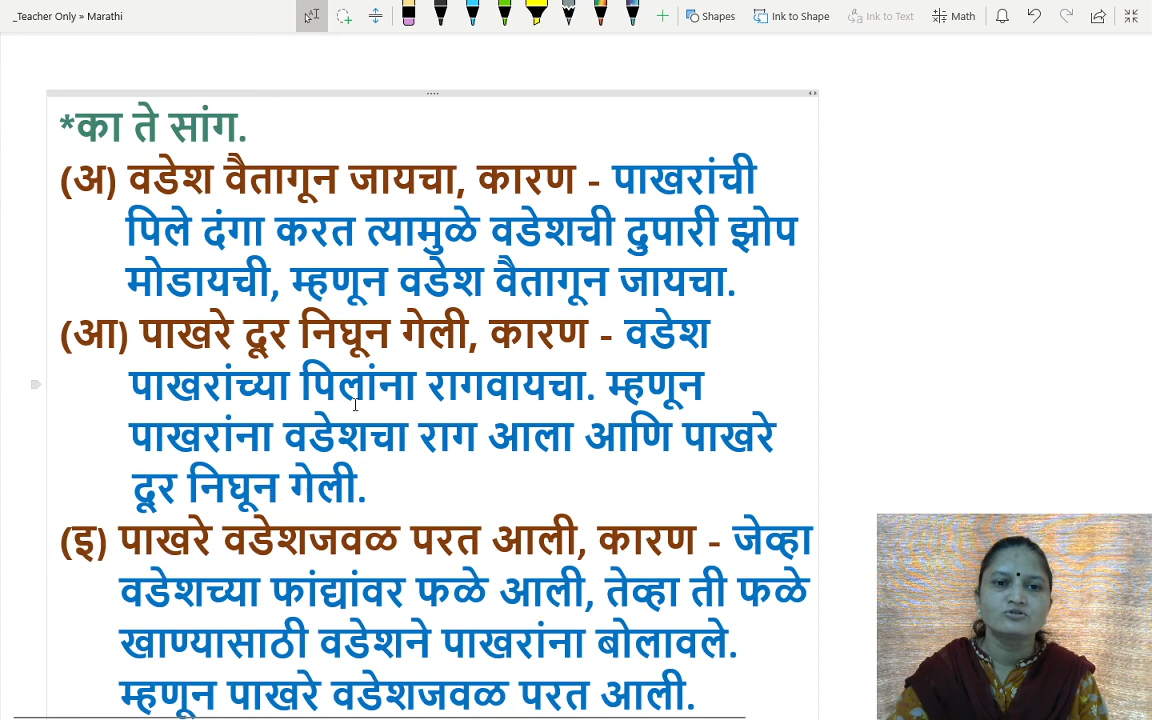 _Teacher Only » Marathi
Shapes
Ink to Shape
Ink to Text
Math
*का ते सांग.
(अ) वडेश वैतागून जायचा, कारण - पाखरांची
पिले दंगा करत त्यामुळे वडेशची दुपारी झोप
मोडायची, म्हणून वडेश वैतागून जायचा.
(आ) पाखरे दूर निघून गेली, कारण - वडेश
पाखरांच्या पिलांना रागवायचा. म्हणून
पाखरांना वडेशचा राग आला आणि पाखरे
दूर निघून गेली.
(इ) पाखरे वडेशजवळ परत आली, कारण - जेव्हा
वडेशच्या फांद्यांवर फळे आली, तेव्हा ती फळे
खाण्यासाठी वडेशने पाखरांना बोलावले.
म्हणून पाखरे वडेशजवळ परत आली.